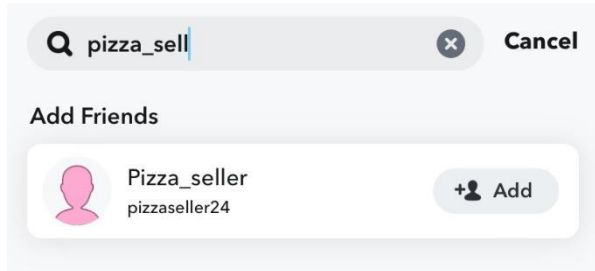 pizza_sell
Cancel
Add Friends
Pizza_seller
pizzaseller24
Add